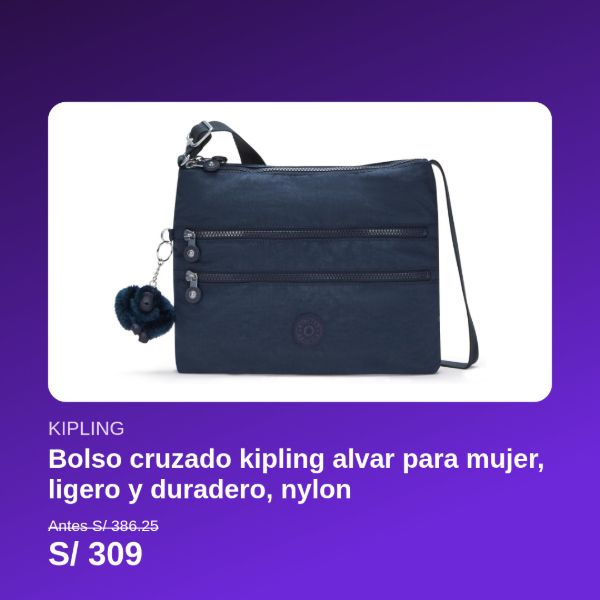 KIPLING
Bolso cruzado kipling alvar para mujer,
ligero y duradero, nylon
Antes S/ 386.25
S/ 309